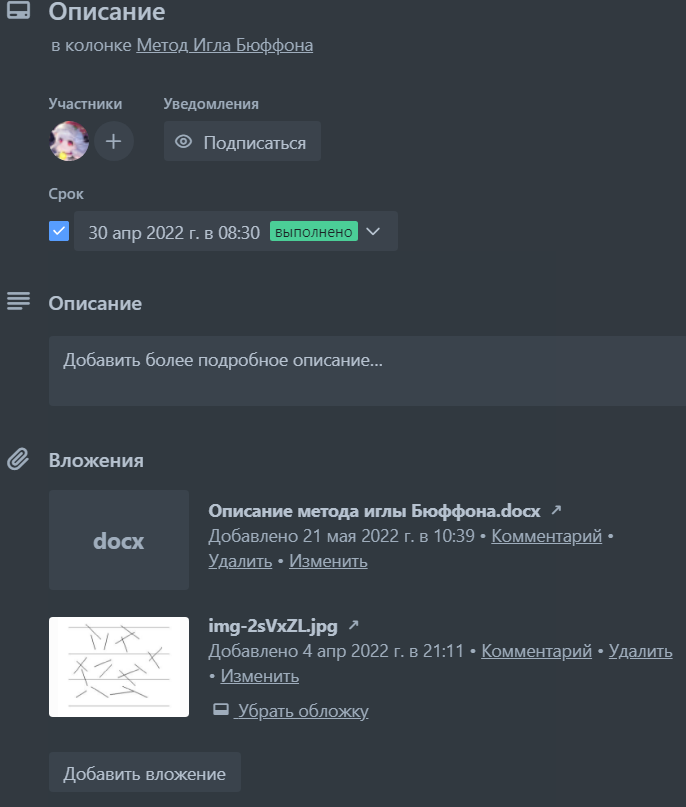 Описание
в колонке Метод Игла Бюффона
Участники Уведомления
Подписаться
Срок
30 апр 2022 г. в 08:30 выполнено
Описание
Добавить более подробное описание...
Вложения
docx
Описание метода иглы Бюффона.docx ↗
Добавлено 21 мая 2022 г. в 10:39 • Комментарий •
Удалить • Изменить
img-2sVxZL.jpg ↗
Добавлено 4 апр 2022 г. в 21:11 • Комментарий • Удалить
• Изменить
Убрать обложку
Добавить вложение